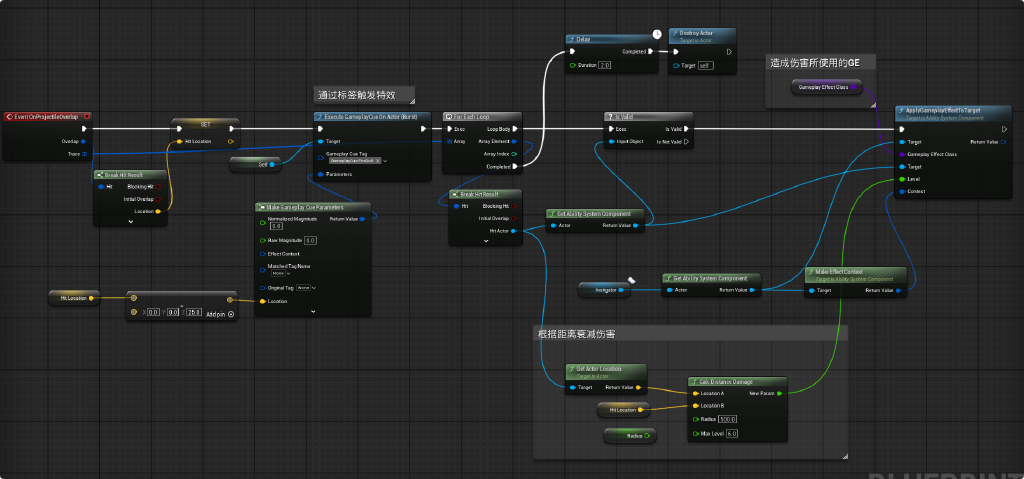 Delay
Completed
Duration 2.0
Destroy Actor
Target is Actor
Target self
造成伤害所使用的GE
Gameplay Effect Class
通过标签触发特效
Event OnProjectileOverlap
Overlap
Trace
SET
Hit Location
Execute GameplayCue On Actor (Burst)
Target
Gameplay Cue Tag
Parameters
Self
For Each Loop
Exec
Loop Body
Array
Array Element
Array Index
Completed
Is Valid
Exec
Is Valid
Input Object
Is Not Valid
ApplyGameplayEffectToTarget
Target is Ability System Component
Target
Return Value
Gameplay Effect Class
Target
Level
Context
Break Hit Result
Hit
Blocking Hit
Initial Overlap
Location
Make Gameplay Cue Parameters
Normalized Magnitude
Return Value
0.0
Raw Magnitude 0.0
Effect Context
Matched Tag Name
None
Original Tag None
Location
Break Hit Result
Hit
Blocking Hit
Initial Overlap
Hit Actor
Get Ability System Component
Actor
Return Value
Hit Location
X 0.0 Y 0.0 Z 25.0
Add pin
Instigator
Get Ability System Component
Actor
Return Value
Make Effect Context
Target is Ability System Component
Target
Return Value
根据距离衰减伤害
Get Actor Location
Target is Actor
Target
Return Value
Hit Location
Radius
Calc Distance Damage
Location A
New Param
Location B
Radius 500.0
Max Level 6.0